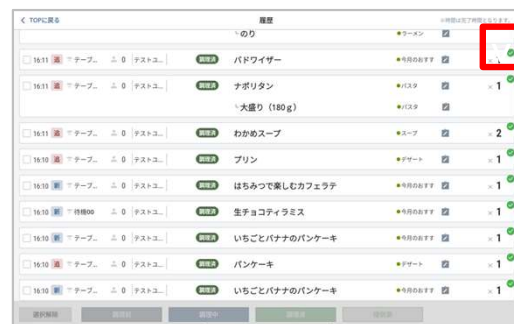 < TOPに戻る 履歴 ※時間は完了時間となります。
└のり ラーメン
16:11 追 テーブ... 0 テストユ... 調理済 バドワイザー 今月のおすす ×
16:11 追 テーブ... 0 テストユ... 調理済 ナポリタン パスタ × 1
└大盛り（180g） パスタ
16:11 追 テーブ... 0 テストユ... 調理済 わかめスープ スープ × 2
16:10 追 テーブ... 0 テストユ... 調理済 プリン デザート × 1
16:10 新 テーブ... 0 テストユ... 調理済 はちみつで楽しむカフェラテ 今月のおすす × 1
16:10 新 待機00 0 テストユ... 調理済 生チョコティラミス 今月のおすす × 1
16:10 新 テーブ... 0 テストユ... 調理済 いちごとバナナのパンケーキ 今月のおすす × 1
16:10 追 テーブ... 0 テストユ... 調理済 パンケーキ デザート × 1
16:10 新 テーブ... 0 テストユ... 調理済 いちごとバナナのパンケーキ 今月のおすす × 1
選択解除 調理前 調理中 調理済